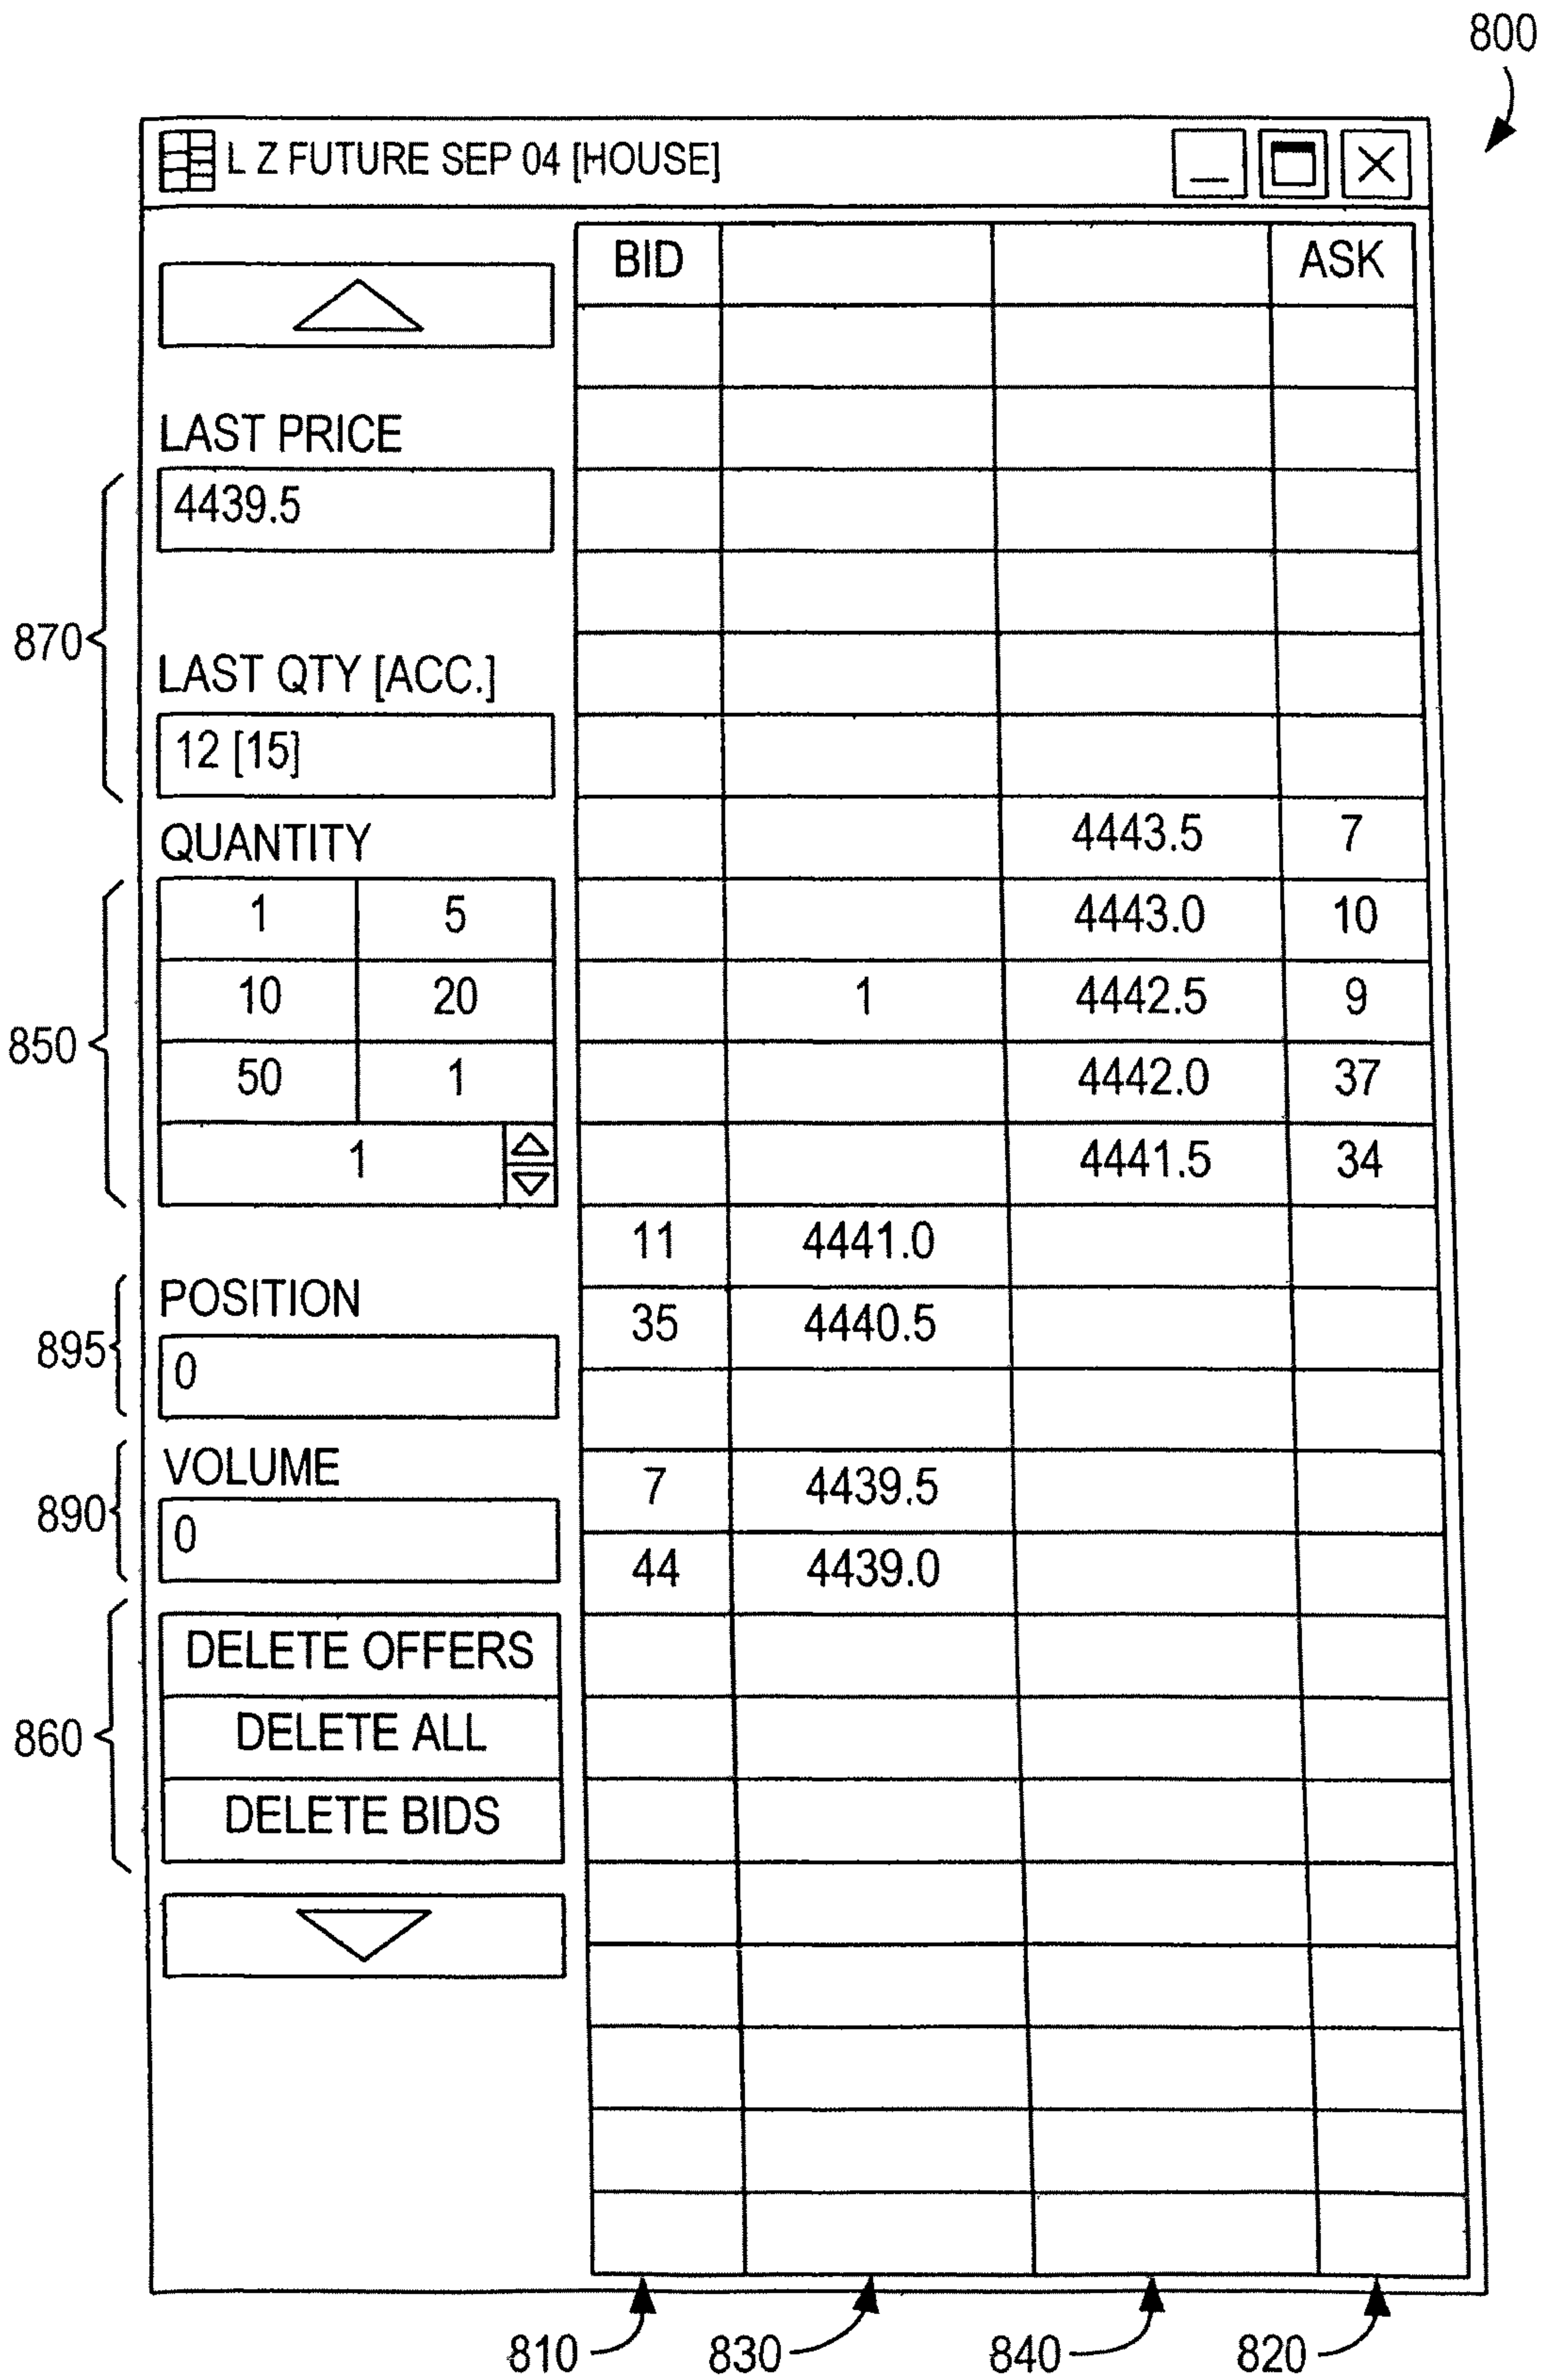 800
L Z FUTURE SEP 04 [HOUSE]
BID ASK
LAST PRICE
4439.5
870
LAST QTY [ACC.]
12 [15]
4443.5 7
QUANTITY
1 5 4443.0 10
10 20 1 4442.5 9
850
50 1 4442.0 37
1 4441.5 34
11 4441.0
POSITION
35 4440.5
895
0
VOLUME
7 4439.5
890
0
44 4439.0
DELETE OFFERS
860
DELETE ALL
DELETE BIDS
810 830 840 820